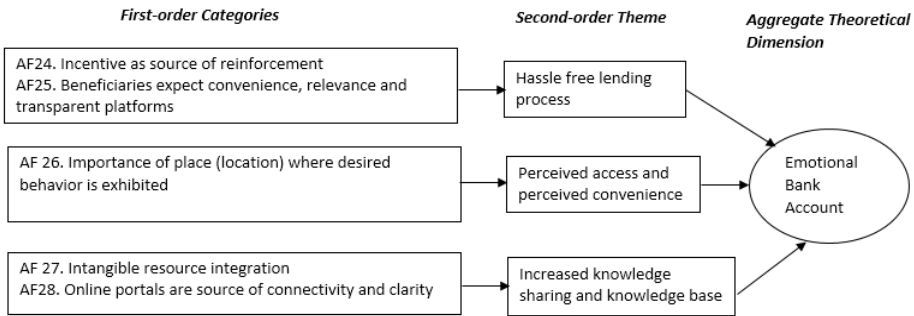 First-order Categories
Second-order Theme
Aggregate Theoretical
Dimension
AF24. Incentive as source of reinforcement
AF25. Beneficiaries expect convenience, relevance and
transparent platforms
Hassle free lending
process
AF 26. Importance of place (location) where desired
behavior is exhibited
Perceived access and
perceived convenience
Emotional
Bank
Account
AF 27. Intangible resource integration
AF28. Online portals are source of connectivity and clarity
Increased knowledge
sharing and knowledge base